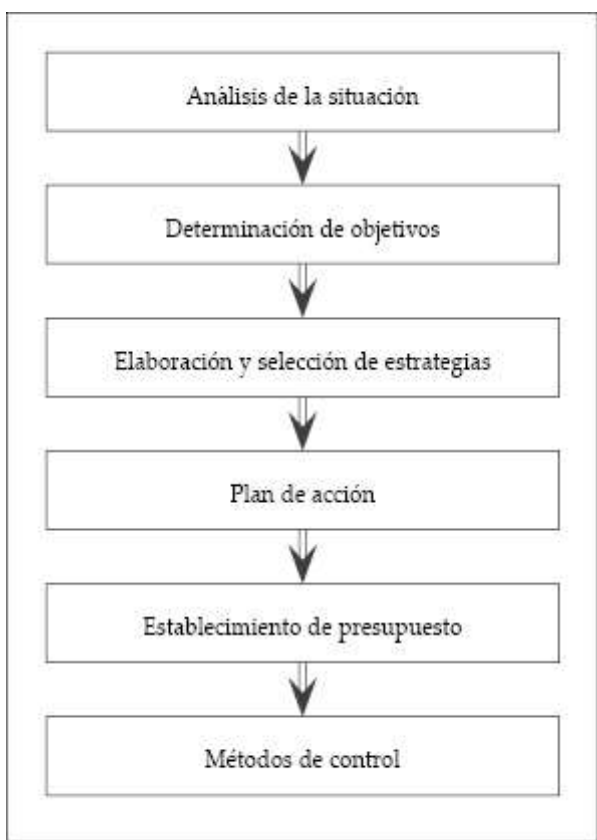 Anàlisis de la situación
Determinación de objetivos
Elaboración y selección de estrategias
Plan de acción
Establecimiento de presupuesto
Métodos de control